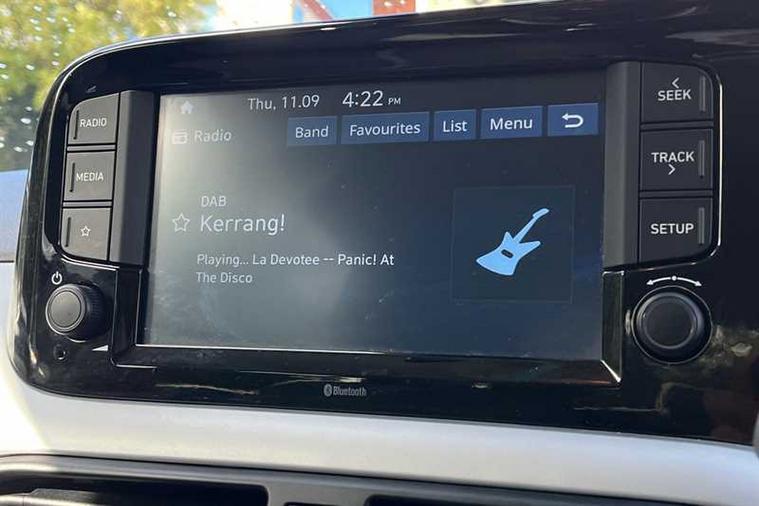 Thu, 11.09 4:22 PM
Radio
Band Favourites List Menu
DAB
Kerrang!
Playing... La Devotee -- Panic! At
The Disco
RADIO
MEDIA
SEEK
TRACK
SETUP
Bluetooth